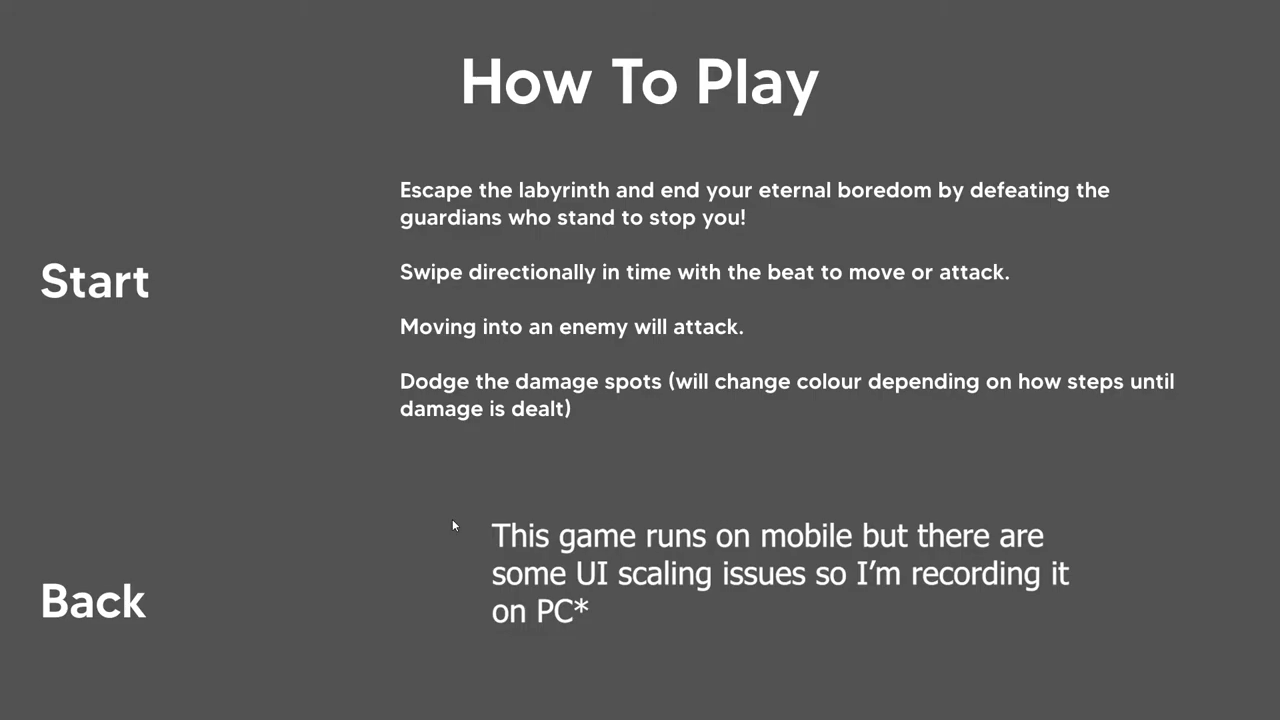 How To Play
Escape the labyrinth and end your eternal boredom by defeating the
guardians who stand to stop you!
Start
Swipe directionally in time with the beat to move or attack.
Moving into an enemy will attack.
Dodge the damage spots (will change colour depending on how steps until
damage is dealt)
This game runs on mobile but there are
some UI scaling issues so I’m recording it
on PC*
Back